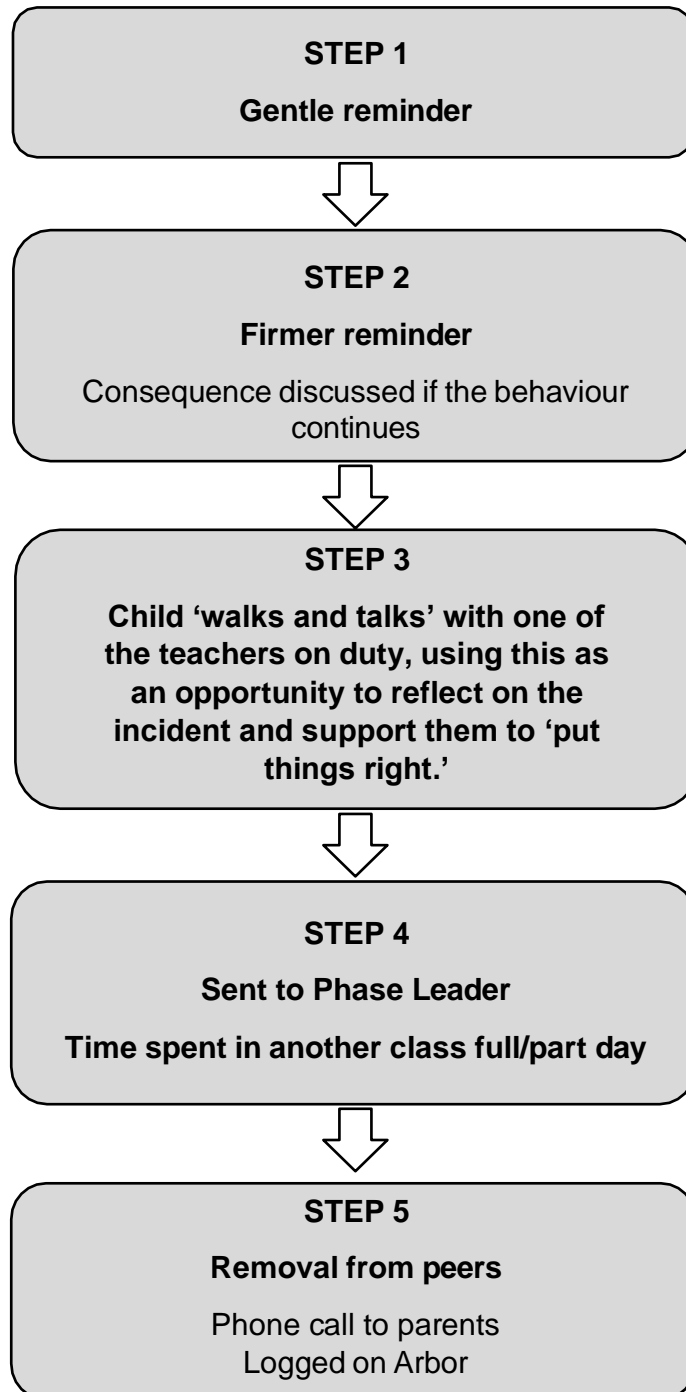 STEP 1
Gentle reminder
STEP 2
Firmer reminder
Consequence discussed if the behaviour
continues
STEP 3
Child ‘walks and talks’ with one of
the teachers on duty, using this as
an opportunity to reflect on the
incident and support them to ‘put
things right.’
STEP 4
Sent to Phase Leader
Time spent in another class full/part day
STEP 5
Removal from peers
Phone call to parents
Logged on Arbor